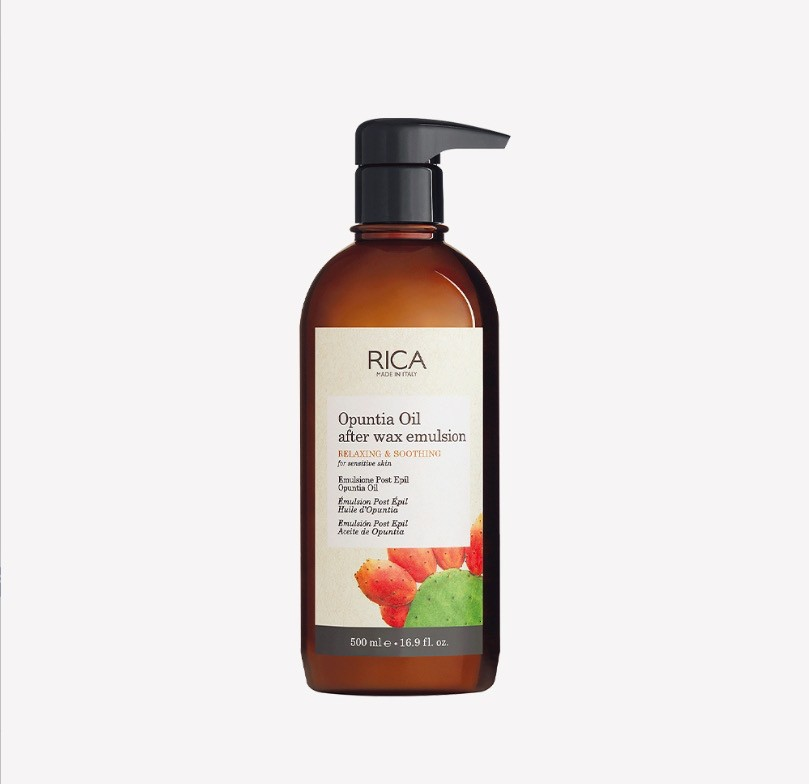 RICA
MADE IN ITALY
Opuntia Oil
after wax emulsion
RELAXING & SOOTHING
for sensitive skin
Emulsione Post Epil
Opuntia Oil
Émulsion Post Épil
Huile d'Opuntia
Emulsión Post Epil
Aceite de Opuntia
500 ml ℮ • 16.9 fl. oz.